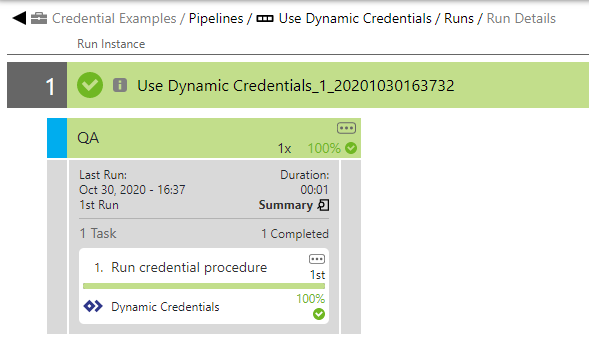 Credential Examples / Pipelines / Use Dynamic Credentials / Runs / Run Details
Run Instance
1 Use Dynamic Credentials_1_20201030163732
QA
1x 100%
Last Run: Duration:
Oct 30, 2020 - 16:37 00:01
1st Run Summary
1 Task 1 Completed
1. Run credential procedure
1st
100%
Dynamic Credentials